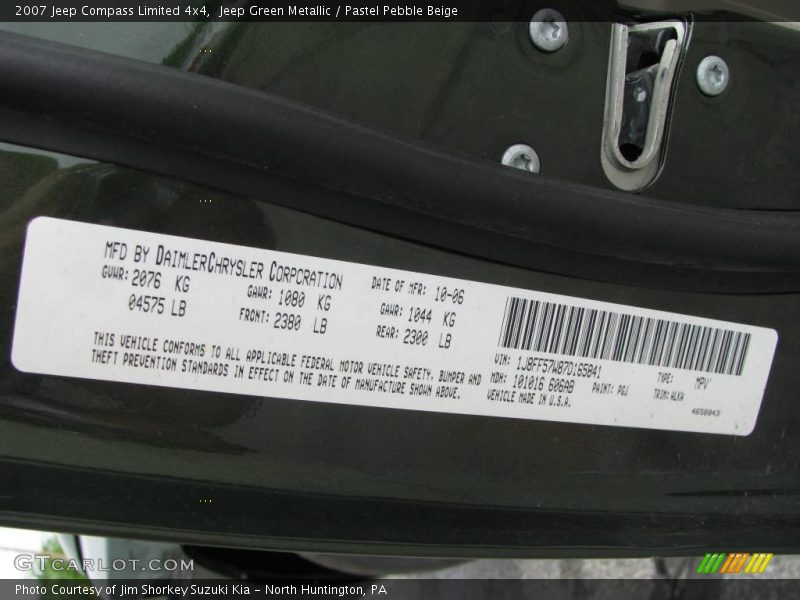 2007 Jeep Compass Limited 4x4,  Jeep Green Metallic / Pastel Pebble Beige
MFD BY DAIMLERCHRYSLER CORPORATION
DATE OF MFR: 10-06
GVWR: 2076 KG
04575 LB
GAWR: 1080 KG
FRONT: 2380 LB
GAWR: 1044 KG
REAR: 2300 LB
THIS VEHICLE CONFORMS TO ALL APPLICABLE FEDERAL MOTOR VEHICLE SAFETY, BUMPER AND
THEFT PREVENTION STANDARDS IN EFFECT ON THE DATE OF MANUFACTURE SHOWN ABOVE.
VIN: 1J8FF57W87D165841
TYPE: MPV
MDH: 101016 606AB
PAINT: PGJ
TRIM: ALKA
VEHICLE MADE IN U.S.A.
4658843
GTCarLot.com
Photo Courtesy of Jim Shorkey Suzuki Kia – North Huntington, PA